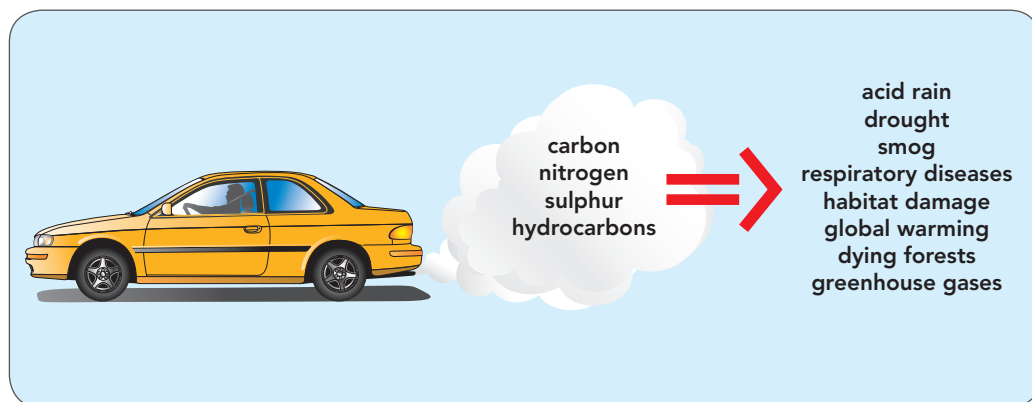 carbon
nitrogen
sulphur
hydrocarbons
acid rain
drought
smog
respiratory diseases
habitat damage
global warming
dying forests
greenhouse gases